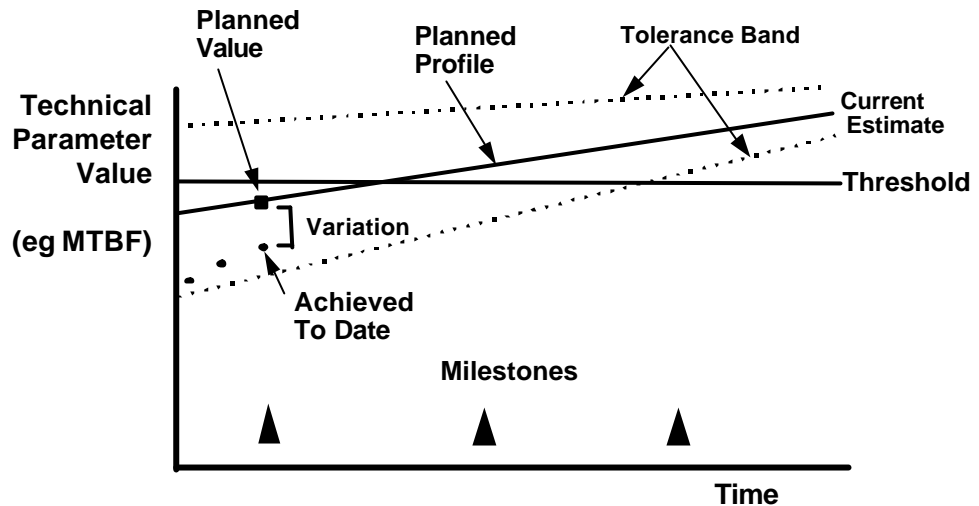 Planned
Value
Planned
Profile
Tolerance Band
Technical
Parameter
Value
(eg MTBF)
Current
Estimate
Threshold
Variation
Achieved
To Date
Milestones
Time